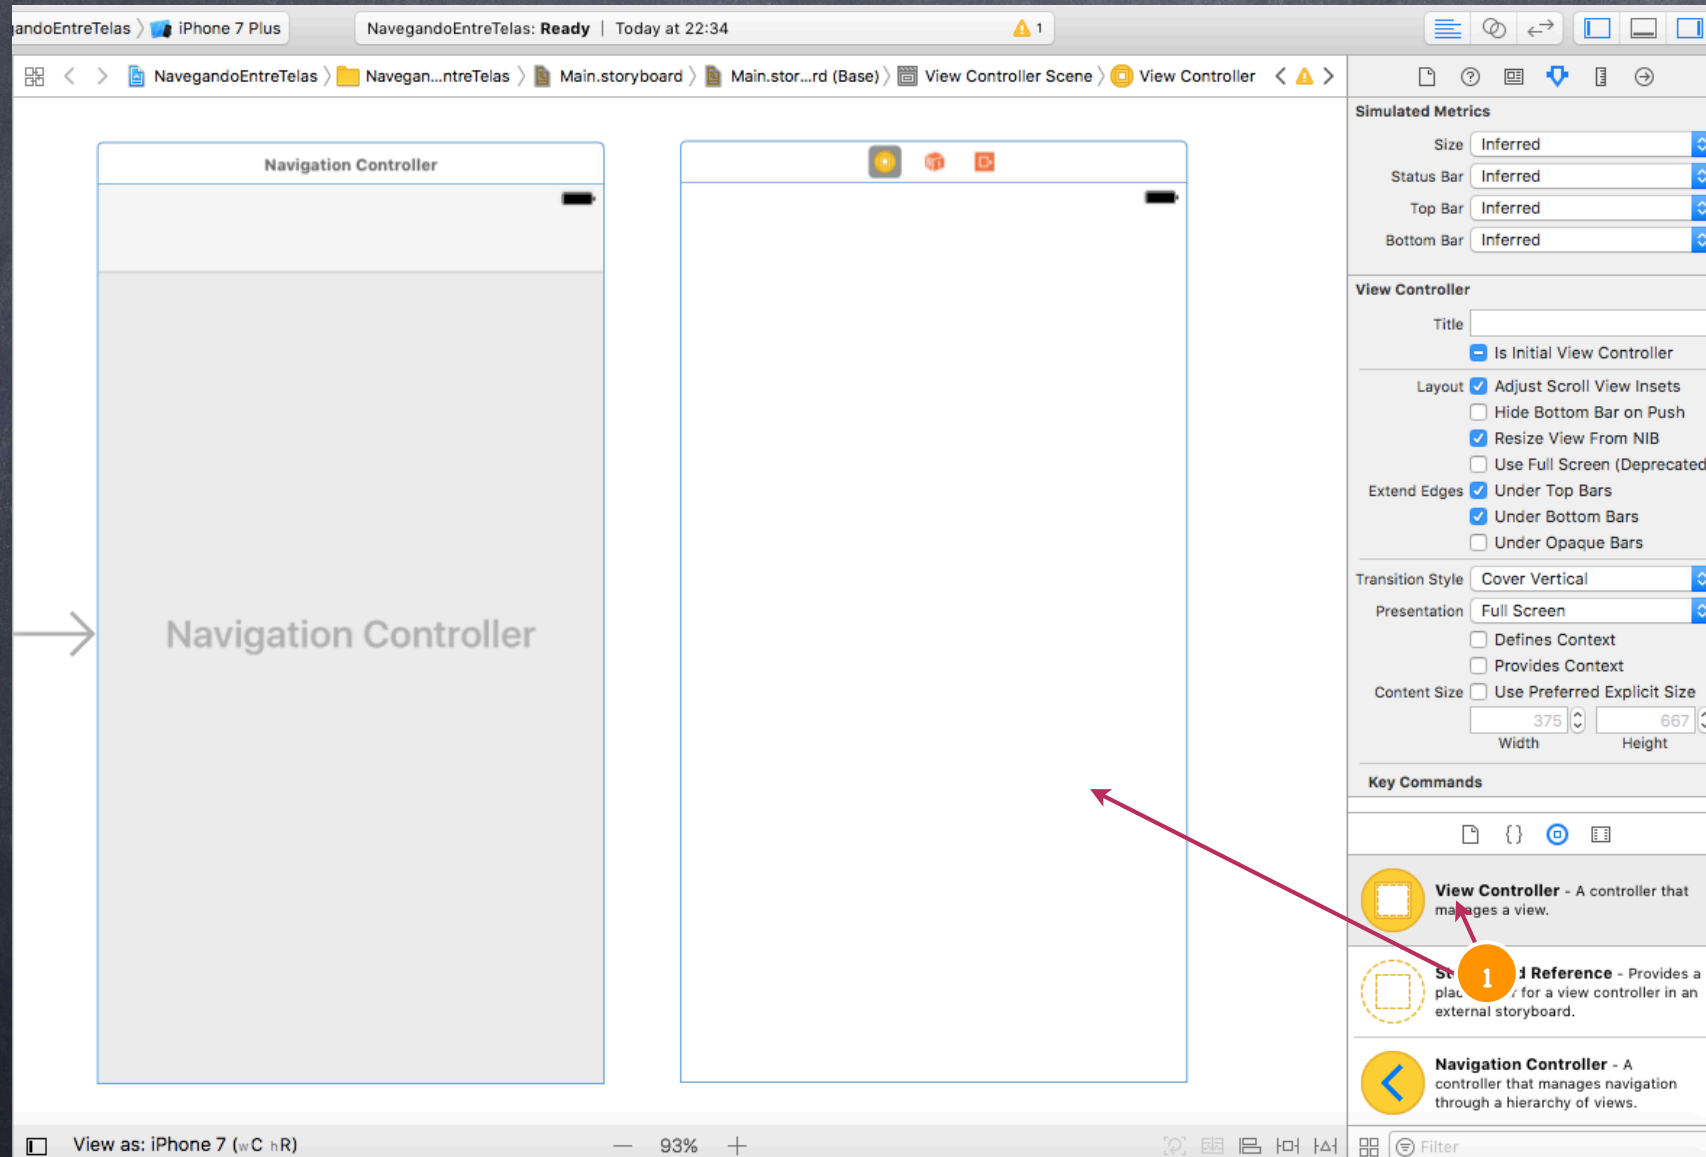 andoEntreTelas iPhone 7 Plus NavegandoEntreTelas: Ready | Today at 22:34 1
NavegandoEntreTelas Navegan...ntreTelas Main.storyboard Main.stor...rd (Base) View Controller Scene View Controller
Navigation Controller
Navigation Controller
Simulated Metrics
Size Inferred
Status Bar Inferred
Top Bar Inferred
Bottom Bar Inferred
View Controller
Title
Is Initial View Controller
Layout Adjust Scroll View Insets
Hide Bottom Bar on Push
Resize View From NIB
Use Full Screen (Deprecated
Extend Edges Under Top Bars
Under Bottom Bars
Under Opaque Bars
Transition Style Cover Vertical
Presentation Full Screen
Defines Context
Provides Context
Content Size Use Preferred Explicit Size
375 667
Width Height
Key Commands
{}
View Controller - A controller that
manages a view.
1
Reference - Provides a
for a view controller in an
external storyboard.
Navigation Controller - A
controller that manages navigation
through a hierarchy of views.
View as: iPhone 7 (wC hR) — 93% + Filter